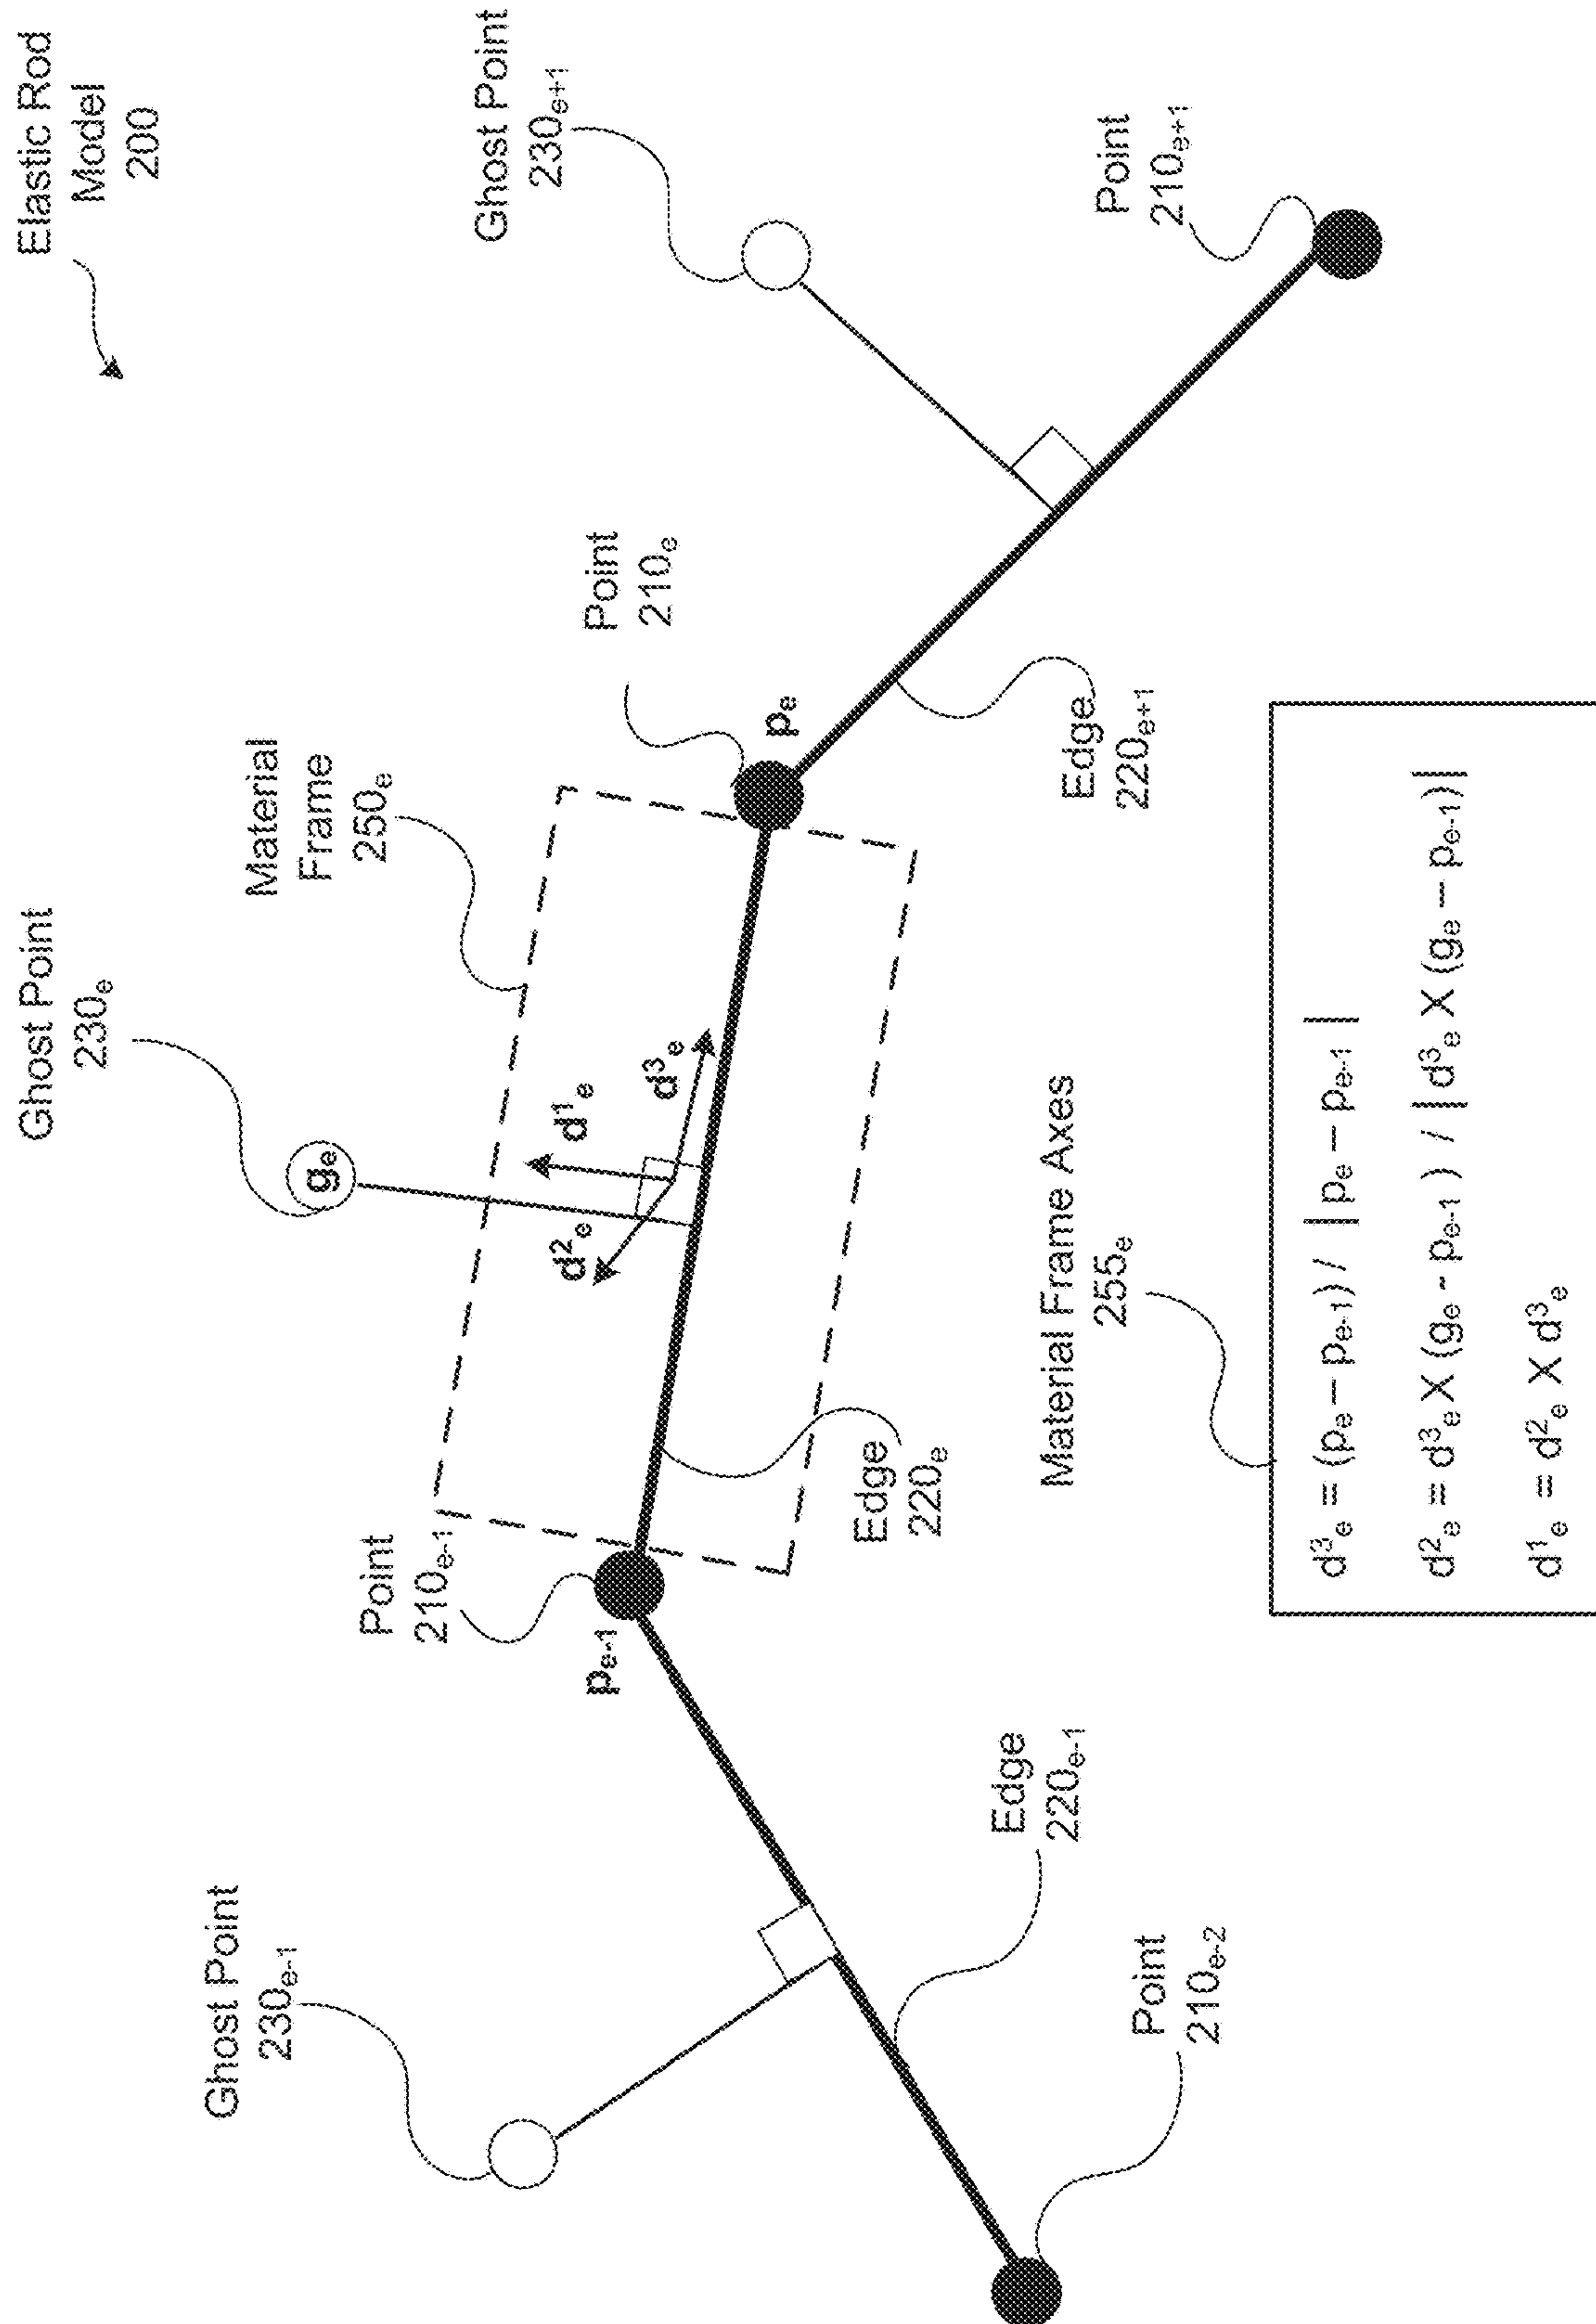 Elastic Rod
Model
200
Ghost Point
230e
Material
Frame
250e
Ghost Point
230e+1
Ghost Point
230e-1
Point
210e-1
pe-1
ge
d1e
d2e
d3e
Point
210e
pe
Point
210e+1
Edge
220e
Edge
220e+1
Edge
220e-1
Point
210e-2
Material Frame Axes
255e
d3e = (pe – pe-1) / | pe – pe-1 |
d2e = d3e X (ge - pe-1 ) / | d3e X (ge – pe-1)|
d1e = d2e X d3e